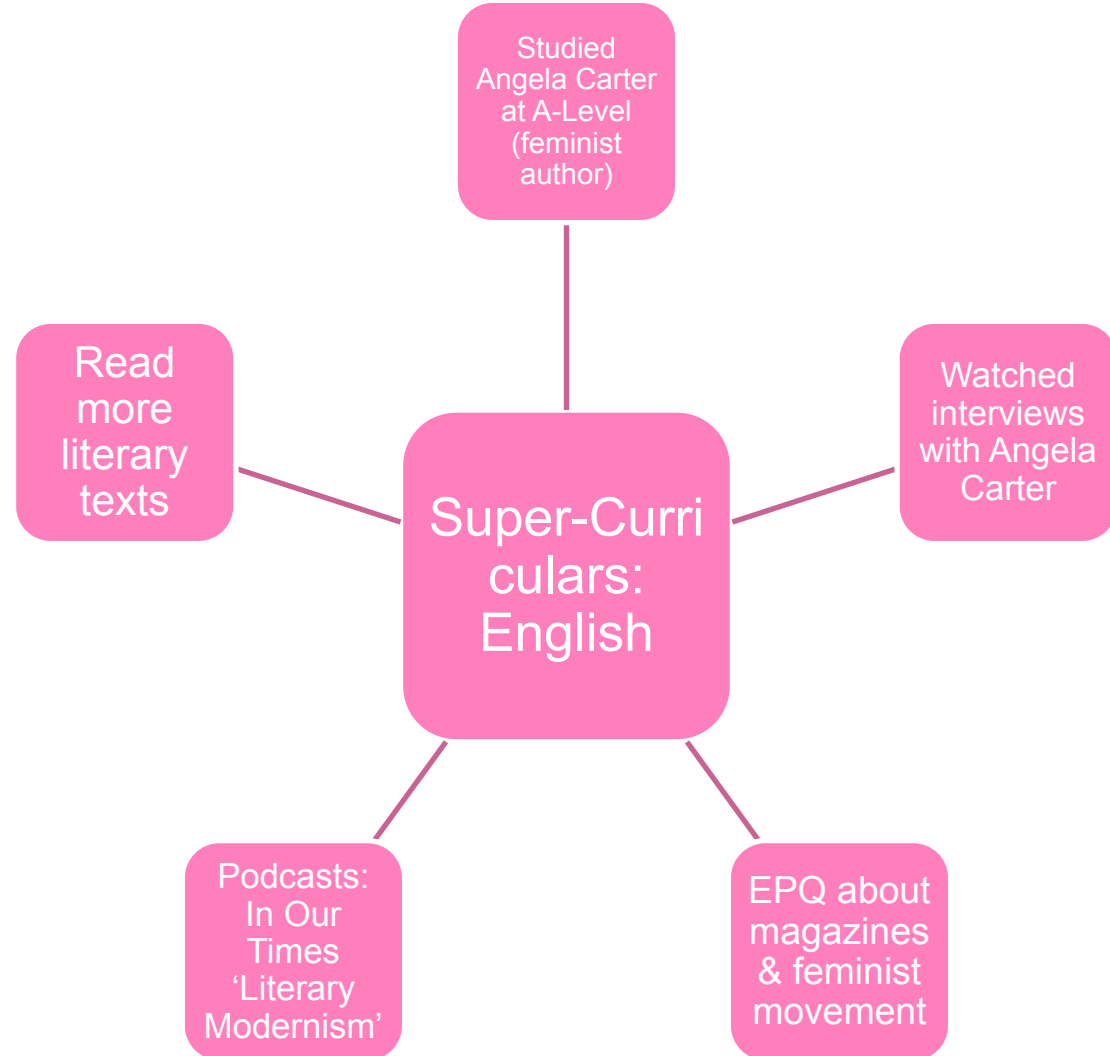 Studied
Angela Carter
at A-Level
(feminist
author)
Watched
interviews
with Angela
Carter
EPQ about
magazines
& feminist
movement
Podcasts:
In Our
Times
‘Literary
Modernism’
Read
more
literary
texts
Super-Curri
culars:
English